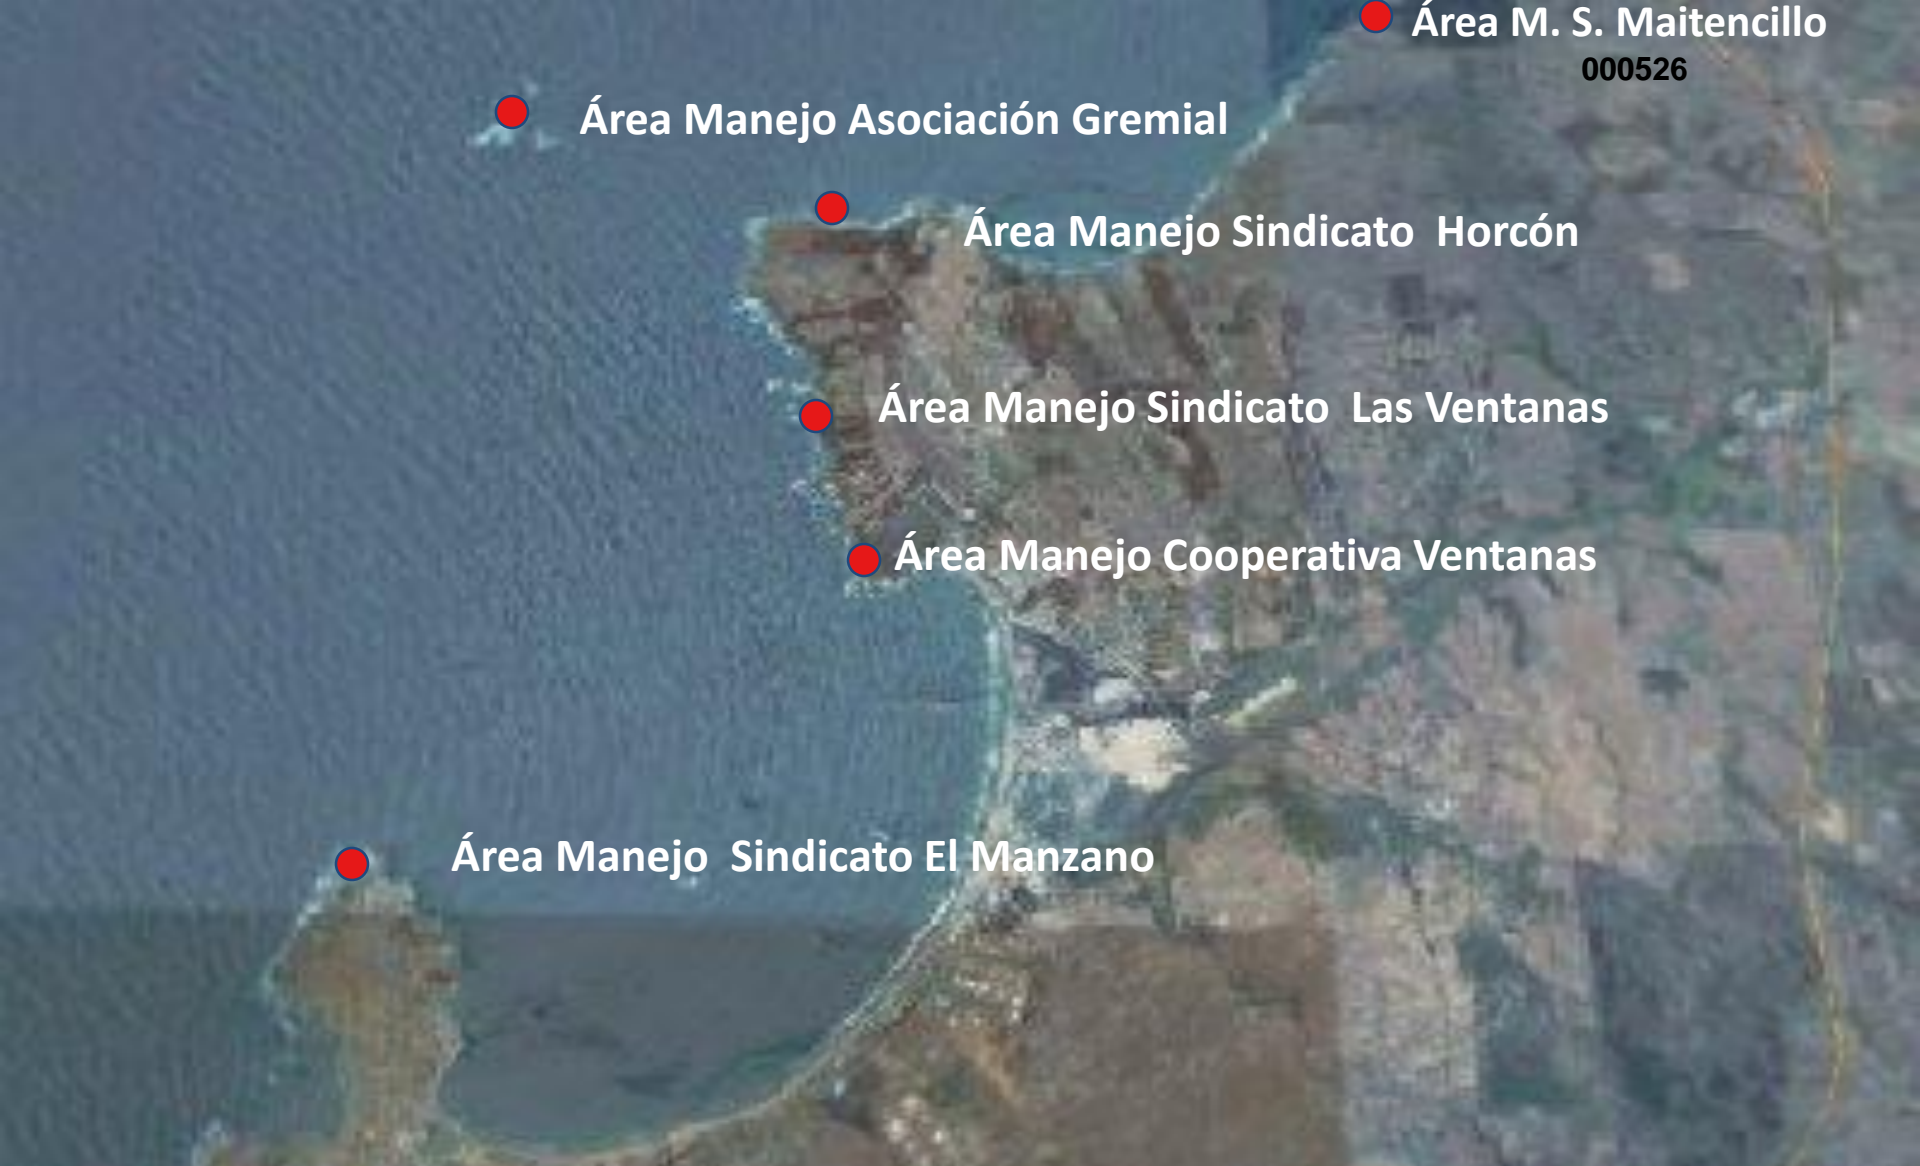 Área M. S. Maitencillo
000526
Área Manejo Asociación Gremial
Área Manejo Sindicato Horcón
Área Manejo Sindicato Las Ventanas
Área Manejo Cooperativa Ventanas
Área Manejo Sindicato El Manzano